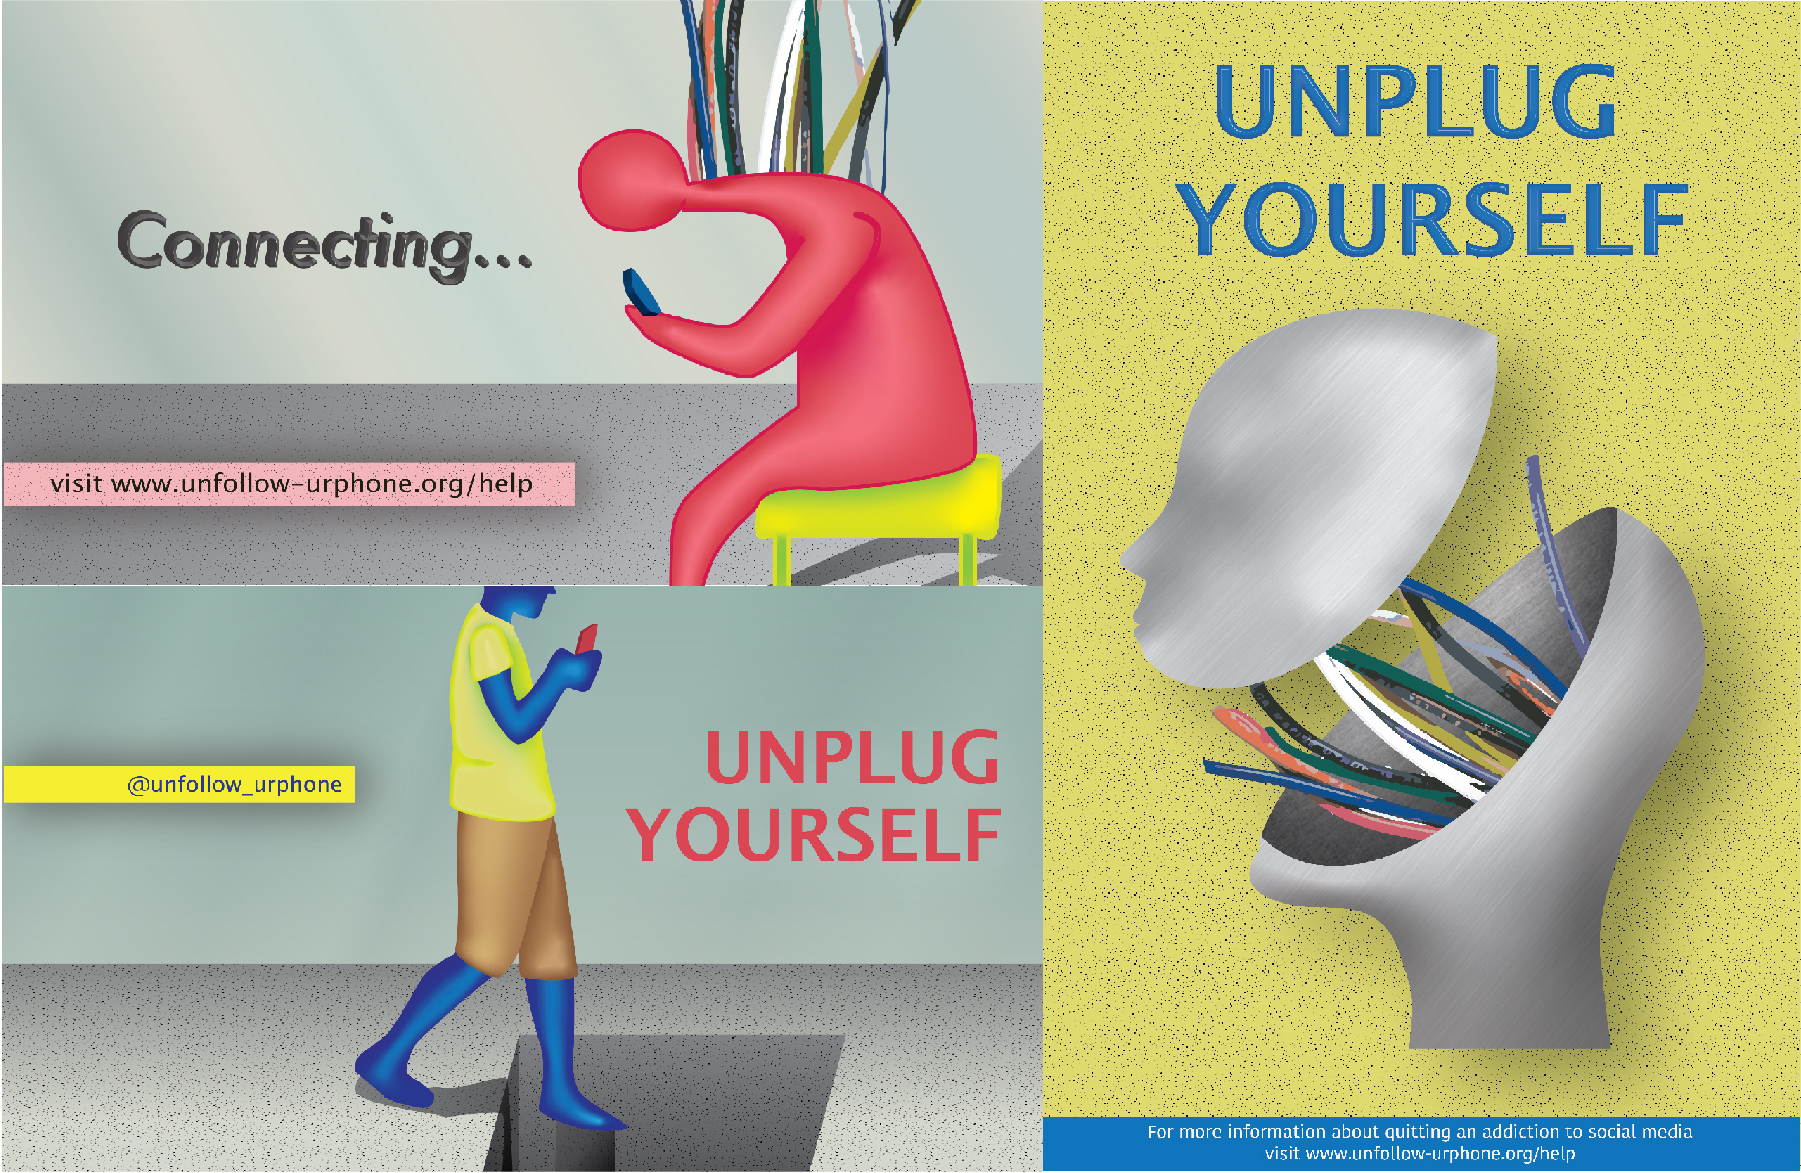 Connecting...
visit www.unfollow-urphone.org/help
@unfollow_urphone
UNPLUG
YOURSELF
UNPLUG
YOURSELF
For more information about quitting an addiction to social media
visit www.unfollow-urphone.org/help